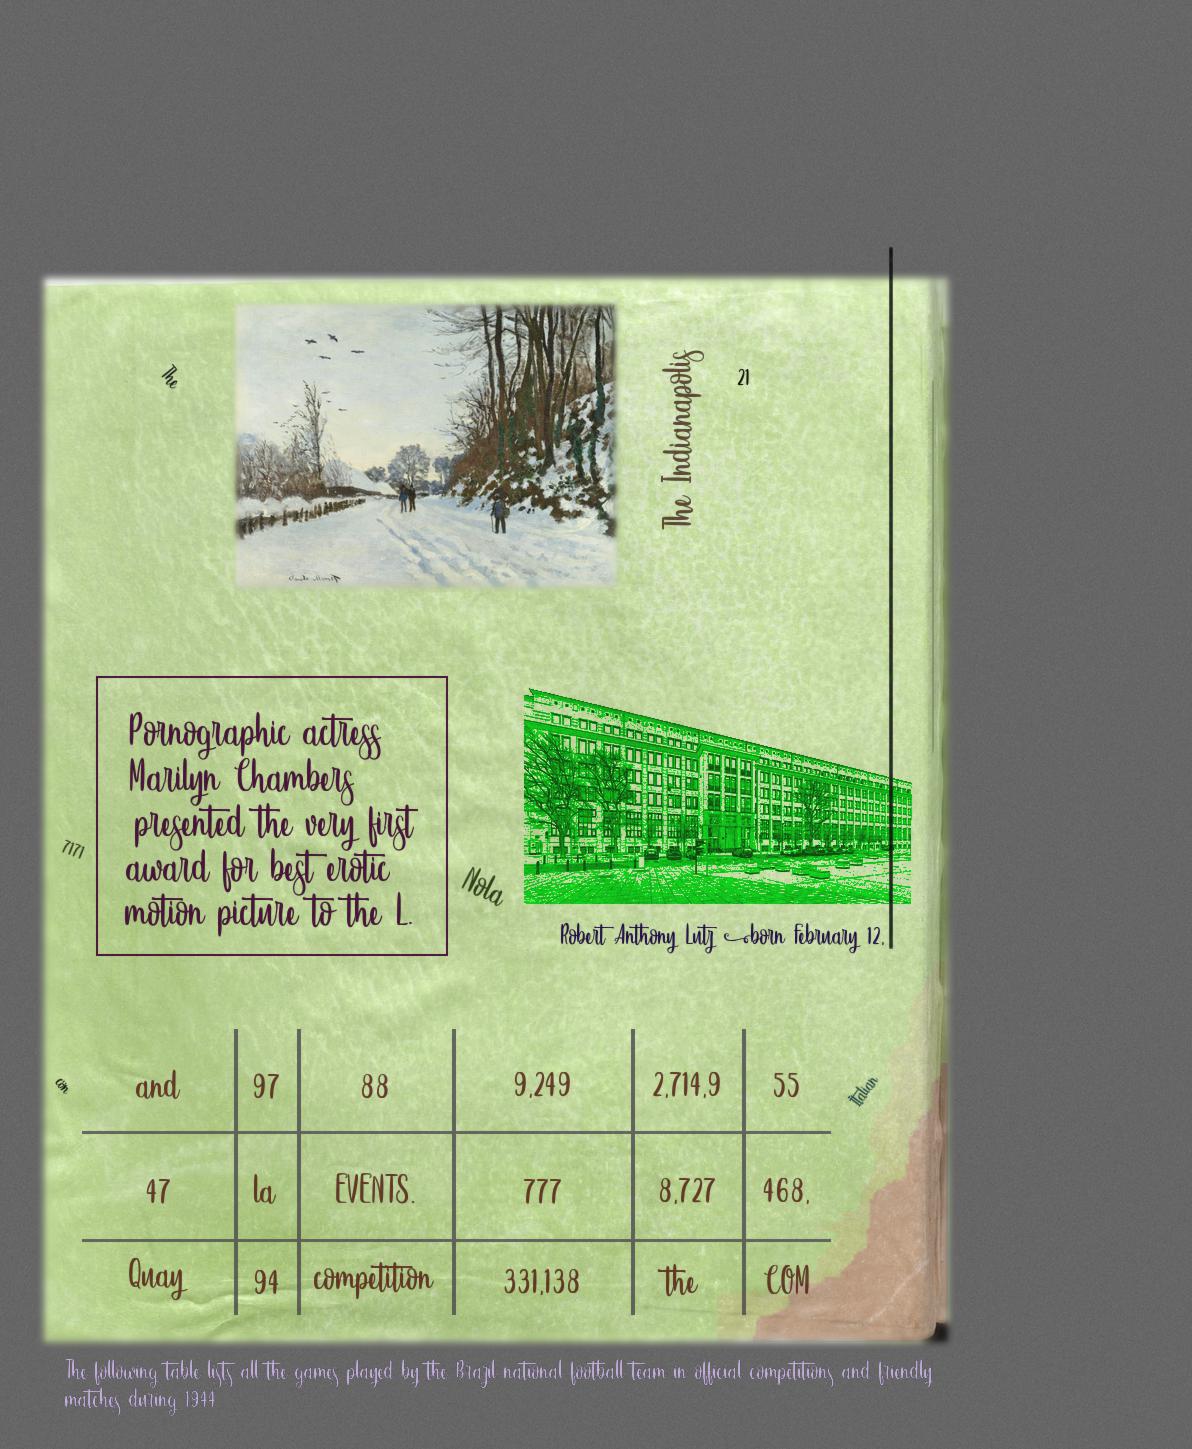 The
The Indianapolis
21
Pornographic actress
Marilyn Chambers
presented the very first
award for best erotic
motion picture to the L.
7171
Nola
Robert Anthony Lutz born February 12,
con
and 97 88 9,249 2,714,9 55
Italian
47 la EVENTS. 777 8,727 468,
Quay 94 competition 331,138 the COM
The following table lists all the games played by the Brazil national football team in official competitions and friendly
matches during 1944